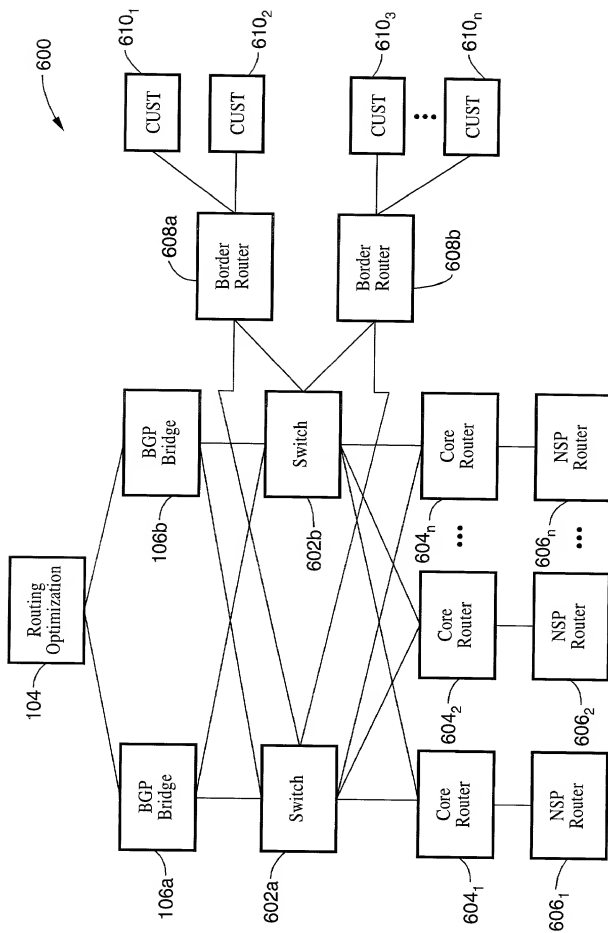 600
Routing
Optimization
104
BGP
Bridge
106a
BGP
Bridge
106b
Switch
602a
Switch
602b
Border
Router
608a
Border
Router
608b
CUST
610₁
CUST
610₂
CUST
610₃
•••
CUST
610ₙ
Core
Router
604₁
Core
Router
604₂
•••
Core
Router
604ₙ
NSP
Router
606₁
NSP
Router
606₂
•••
NSP
Router
606ₙ